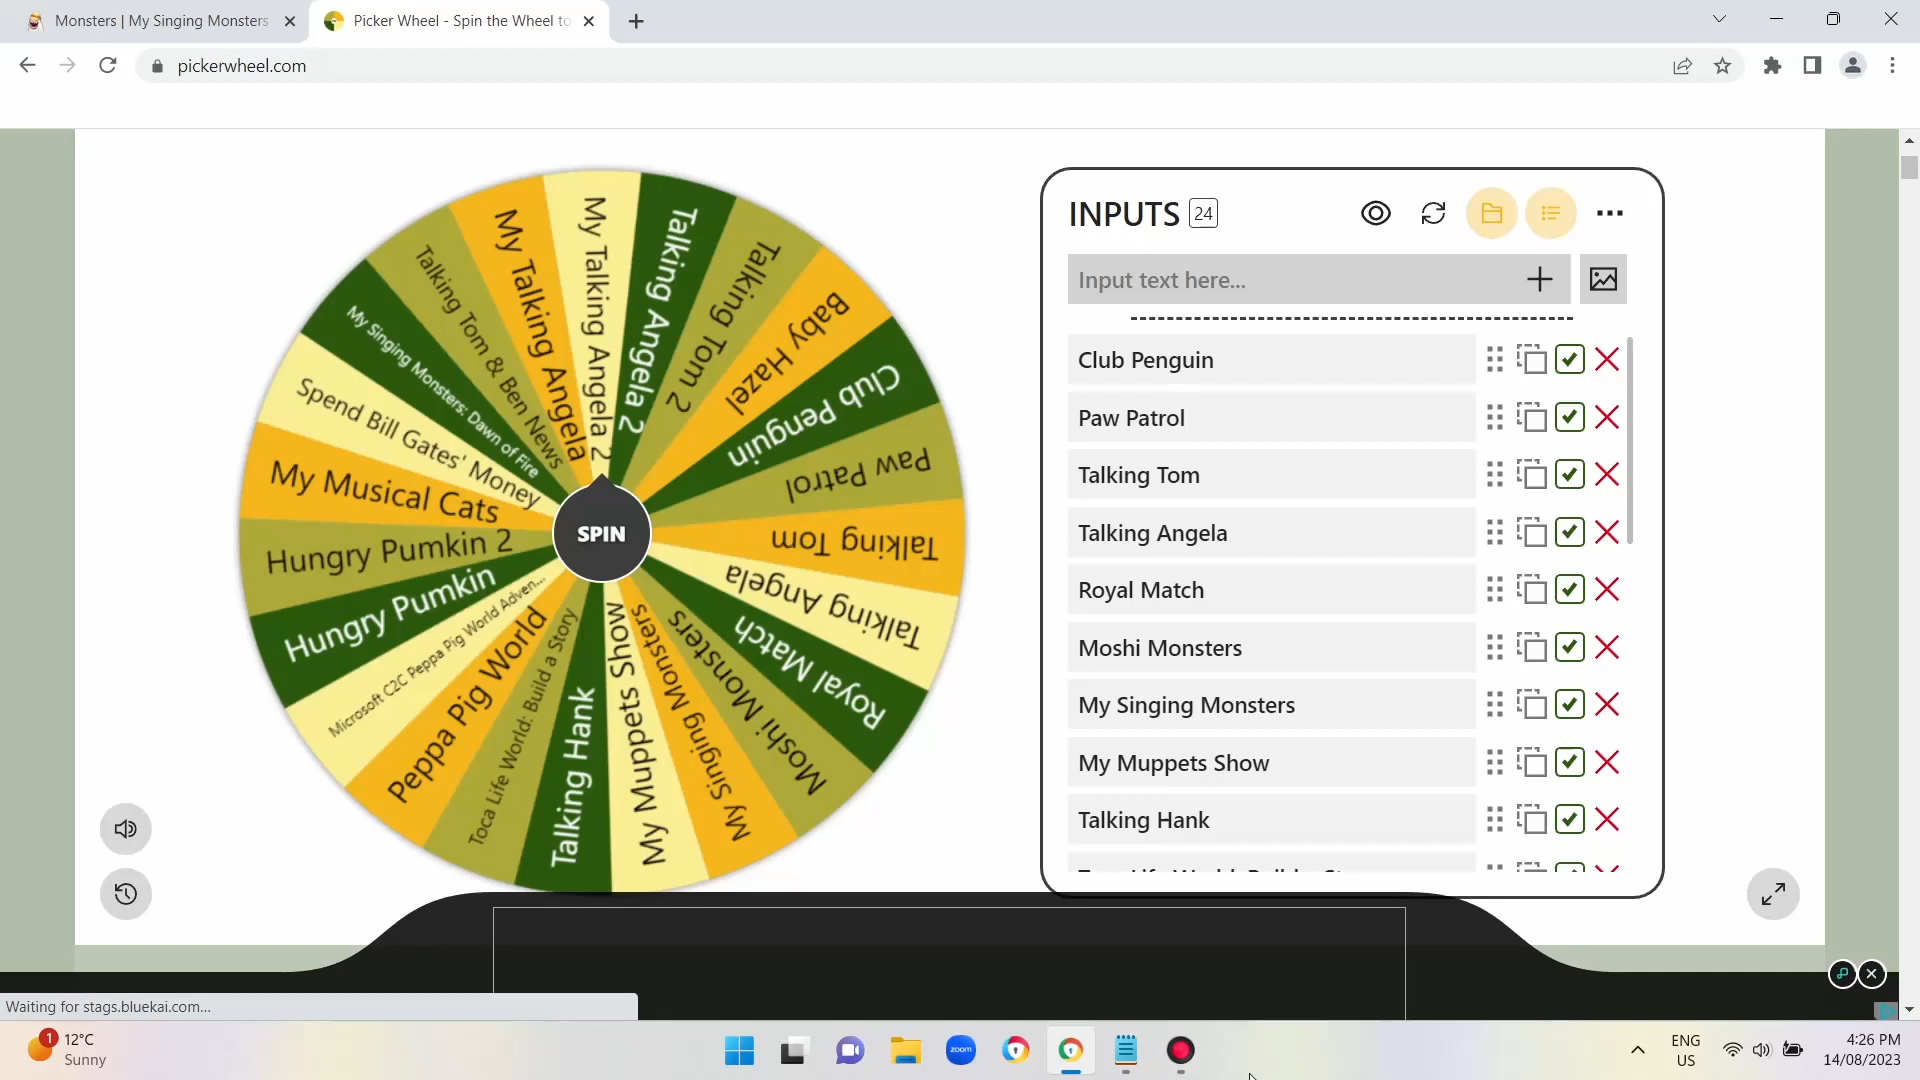 Monsters | My Singing Monsters
Picker Wheel - Spin the Wheel to
pickerwheel.com
My Talking Angela 2
Talking Angela 2
Talking Tom 2
Baby Hazel
Club Penguin
Paw Patrol
Talking Tom
Talking Angela
Royal Match
Moshi Monsters
My Singing Monsters
My Muppets Show
Talking Hank
Toca Life World: Build a Story
Peppa Pig World
Microsoft C2C Peppa Pig World Adven...
Hungry Pumkin
Hungry Pumkin 2
My Musical Cats
Spend Bill Gates' Money
My Singing Monsters: Dawn of Fire
Talking Tom & Ben News
My Talking Angela
SPIN
INPUTS 24
Input text here...
Club Penguin
Paw Patrol
Talking Tom
Talking Angela
Royal Match
Moshi Monsters
My Singing Monsters
My Muppets Show
Talking Hank
Waiting for stags.bluekai.com...
1
12°C
Sunny
zoom
ENG
US
4:26 PM
14/08/2023